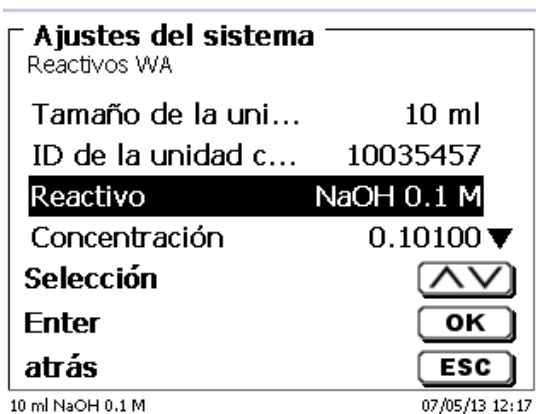 Ajustes del sistema
Reactivos WA
Tamaño de la uni... 10 ml
ID de la unidad c... 10035457
Reactivo NaOH 0.1 M
Concentración 0.10100
Selección
Enter OK
atrás ESC
10 ml NaOH 0.1 M 07/05/13 12:17